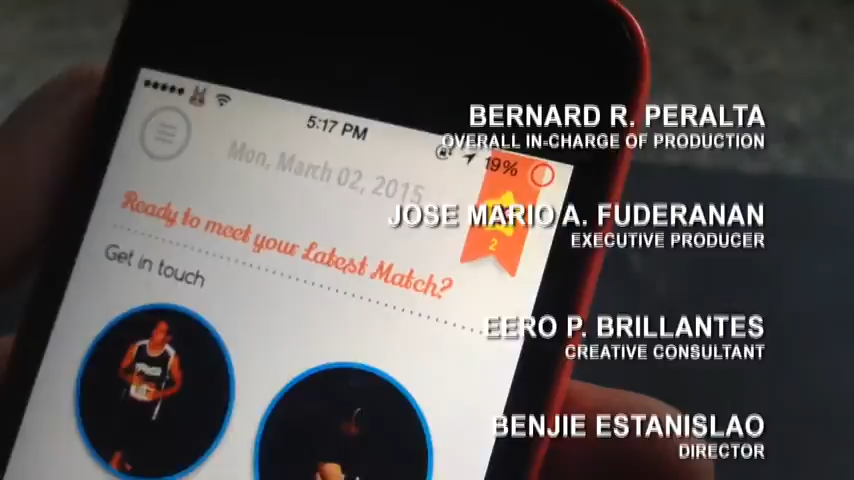 5:17 PM
19%
Mon, March 02, 2015
2
Ready to meet your Latest Match?
Get in touch
BERNARD R. PERALTA
OVERALL IN-CHARGE OF PRODUCTION
JOSE MARIO A. FUDERANAN
EXECUTIVE PRODUCER
EERO P. BRILLANTES
CREATIVE CONSULTANT
BENJIE ESTANISLAO
DIRECTOR